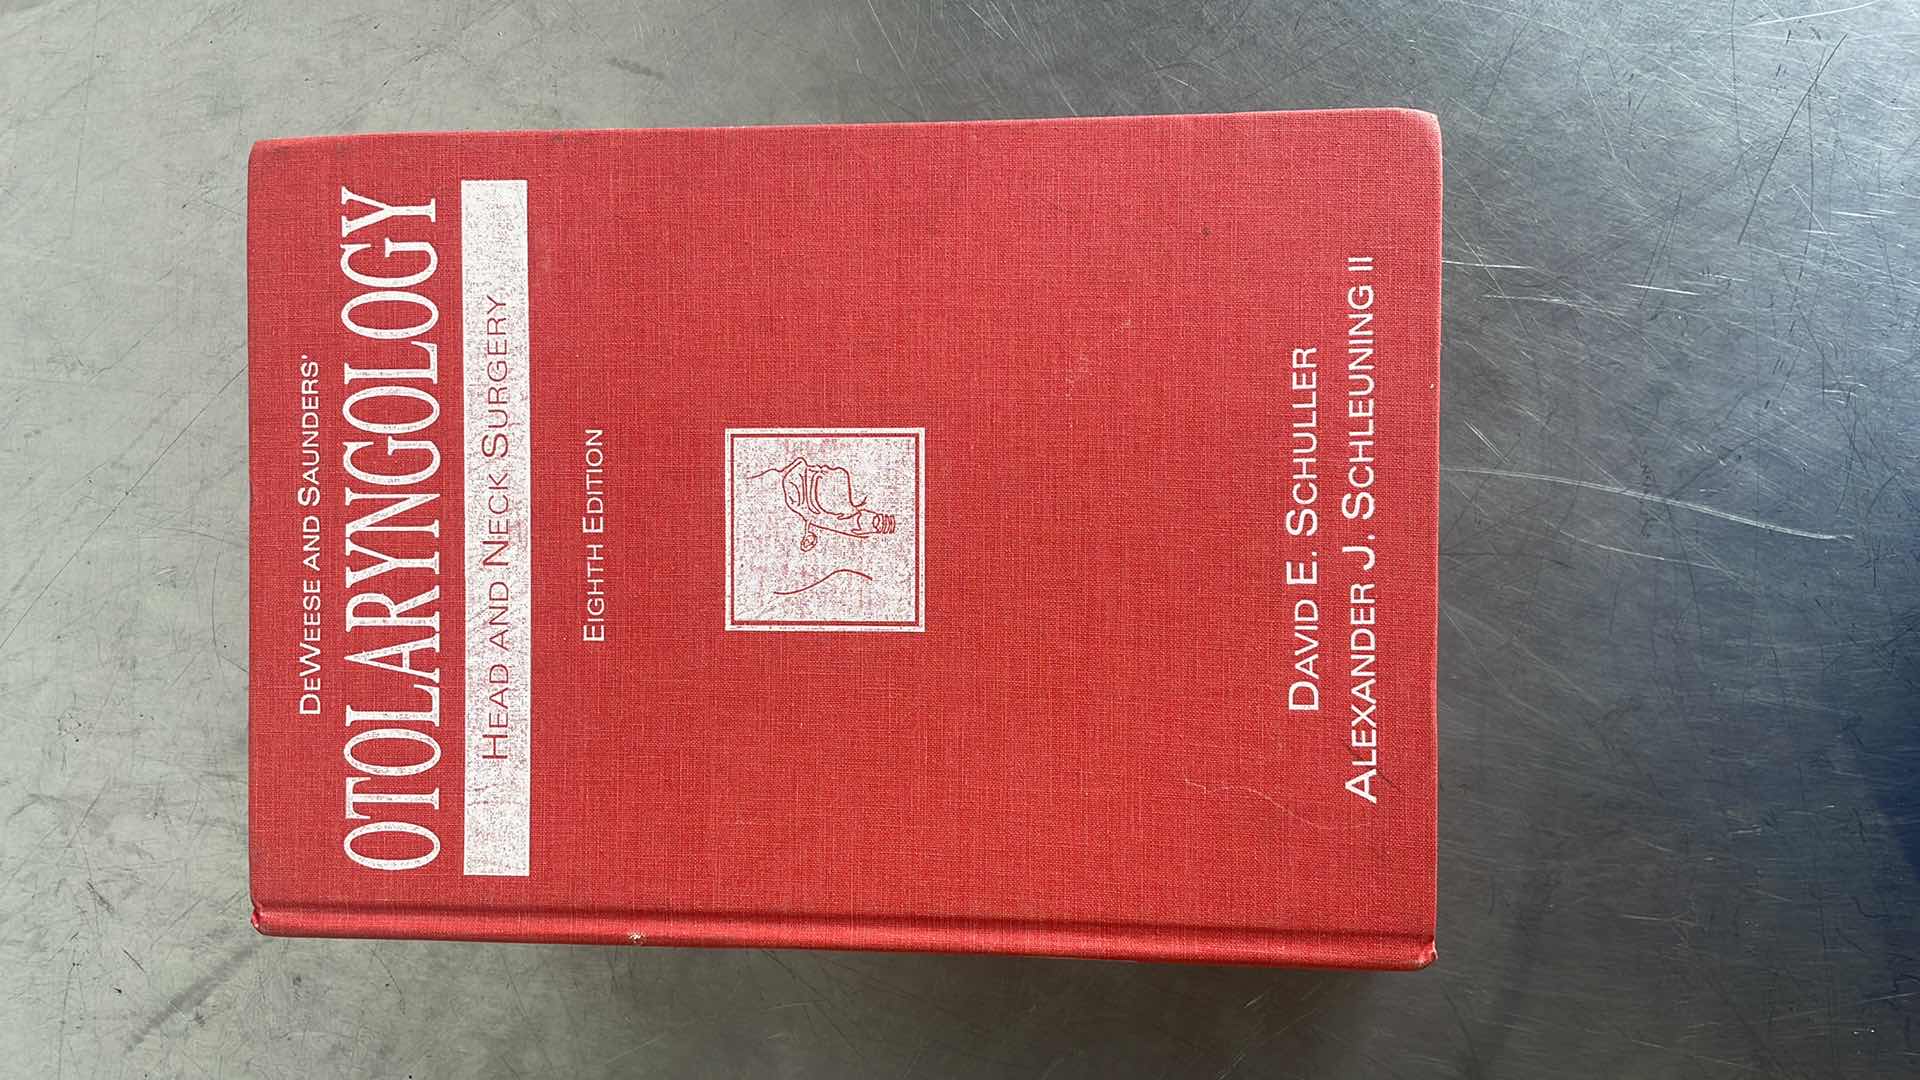 DEWEESE AND SAUNDERS'
OTOLARYNGOLOGY
HEAD AND NECK SURGERY
EIGHTH EDITION
DAVID E. SCHULLER
ALEXANDER J. SCHLEUNING II